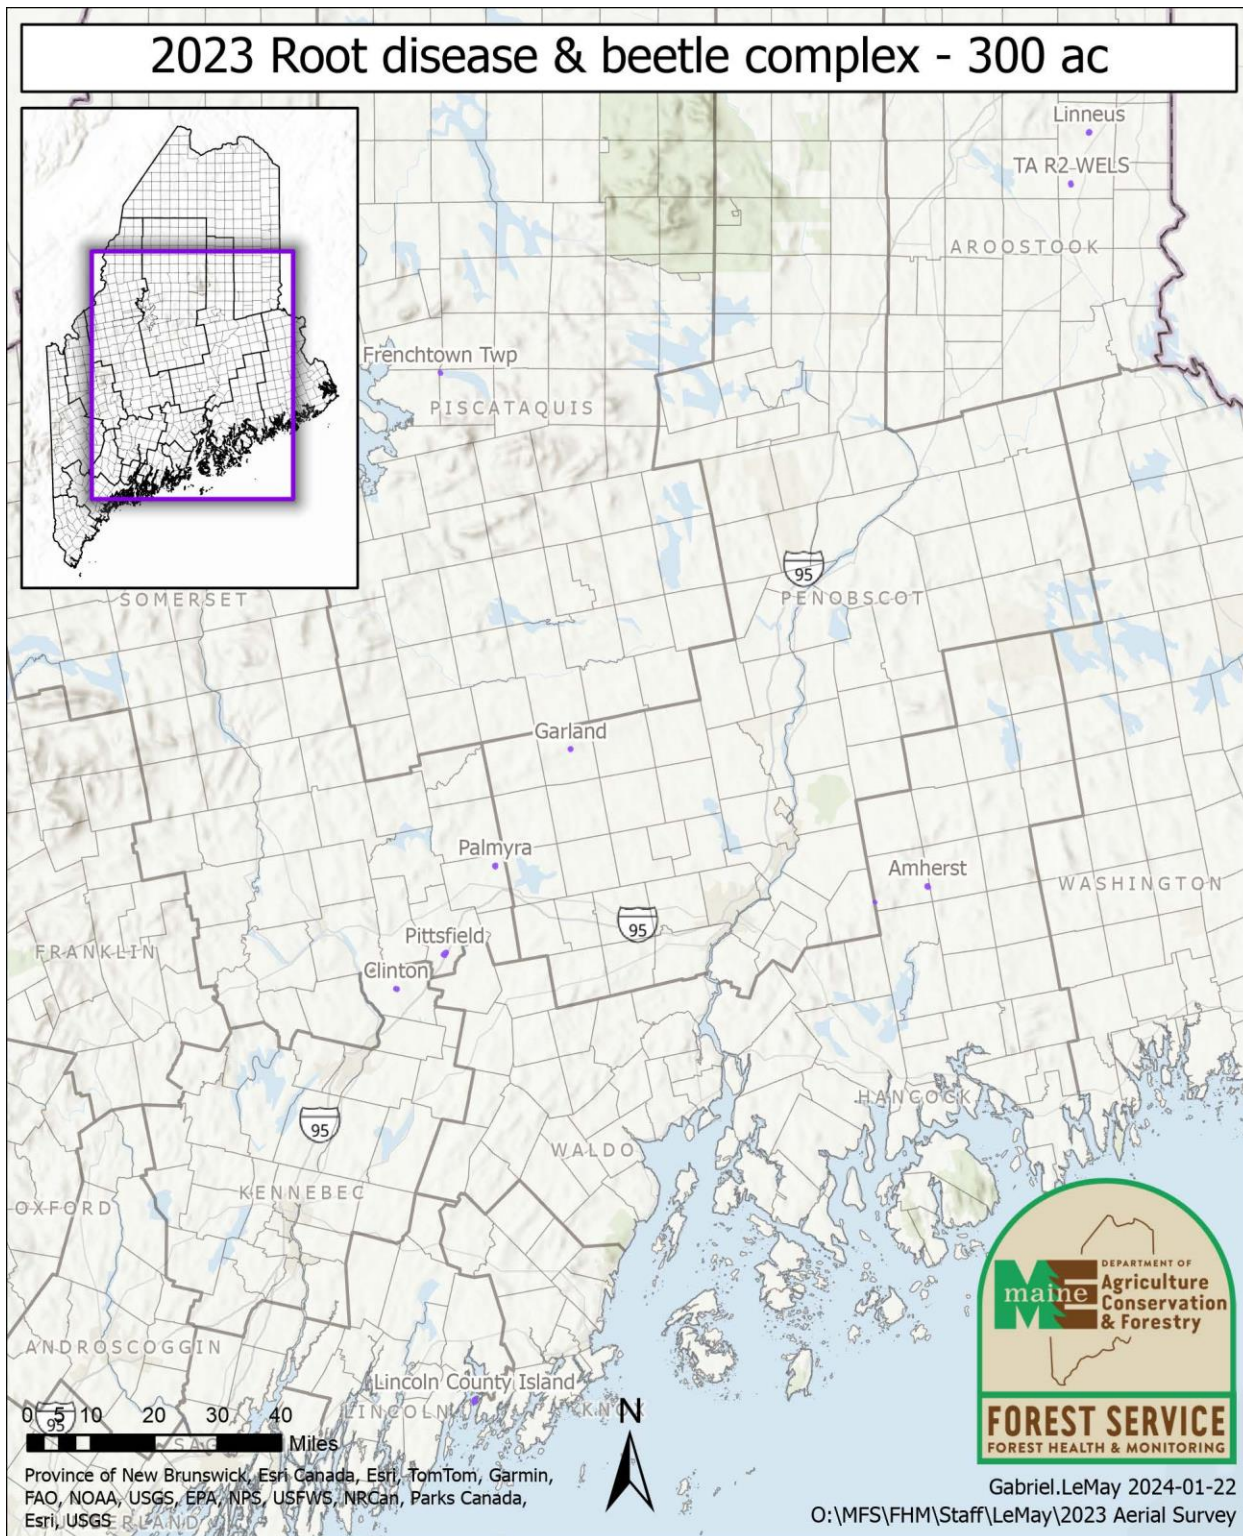 2023 Root disease & beetle complex - 300 ac
Linneus
TA R2 WELS
AROOSTOOK
Frenchtown Twp
PISCATAQUIS
95
SOMERSET
PENOBSCOT
Garland
Palmyra
Amherst
WASHINGTON
95
Pittsfield
FRANKLIN
Clinton
HANCOCK
95
WALDO
KENNEBEC
OXFORD
DEPARTMENT OF
maine
ME
Agriculture
Conservation
& Forestry
ANDROSCOGGIN
Lincoln County Island
LINCOLN
KNOX
N
0 5 10 20 30 40
95
Miles
SAG
FOREST SERVICE
FOREST HEALTH & MONITORING
Province of New Brunswick, Esri Canada, Esri, TomTom, Garmin,
FAO, NOAA, USGS, EPA, NPS, USFWS, NRCan, Parks Canada,
Esri, USGS
Gabriel.LeMay 2024-01-22
O:\MFS\FHM\Staff\LeMay\2023 Aerial Survey